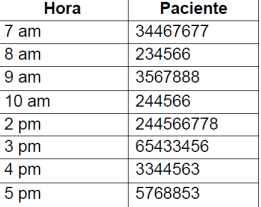 Hora Paciente
7 am 34467677
8 am 234566
9 am 3567888
10 am 244566
2 pm 244566778
3 pm 65433456
4 pm 3344563
5 pm 5768853